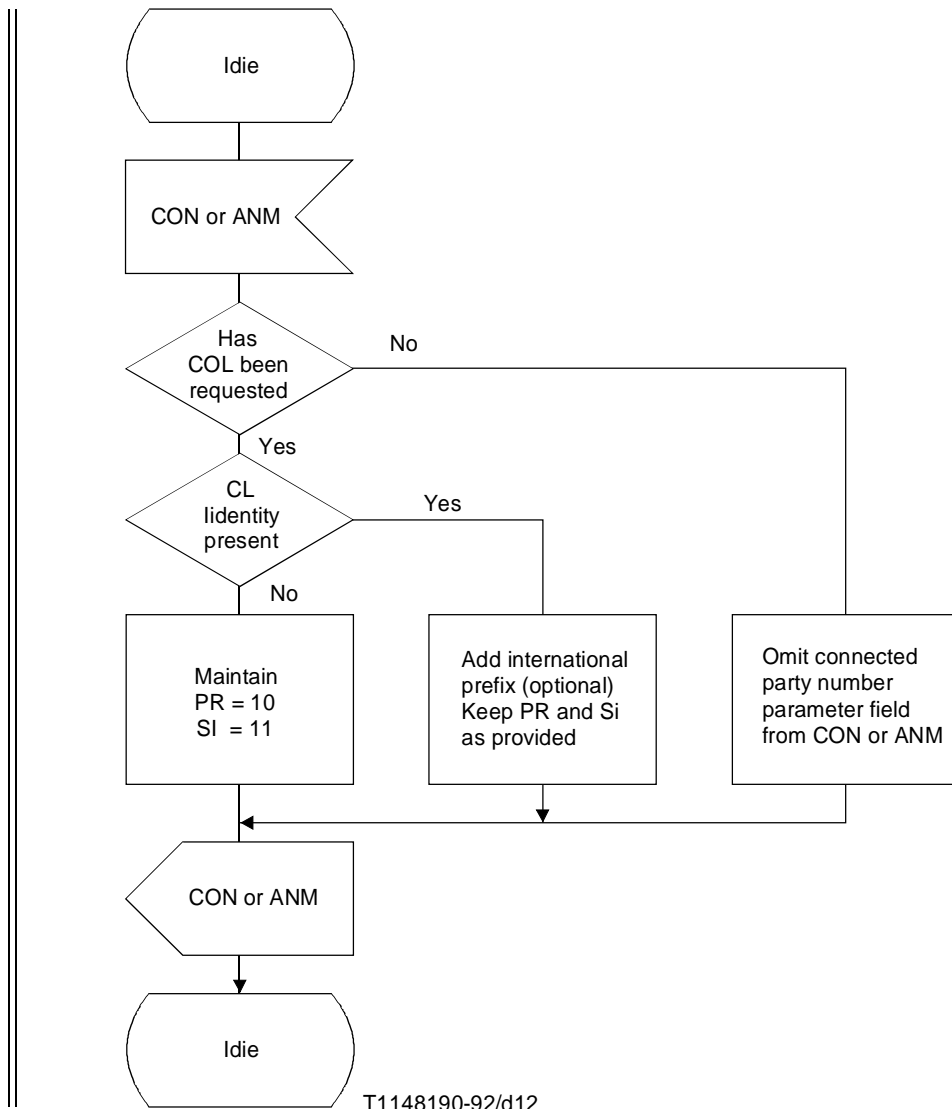 Idie
CON or ANM
Has
COL been
requested
No
Yes
CL
Iidentity
present
Yes
No
Maintain
PR = 10
SI = 11
Add international
prefix (optional)
Keep PR and Si
as provided
Omit connected
party number
parameter field
from CON or ANM
CON or ANM
Idie
T1148190-92/d12